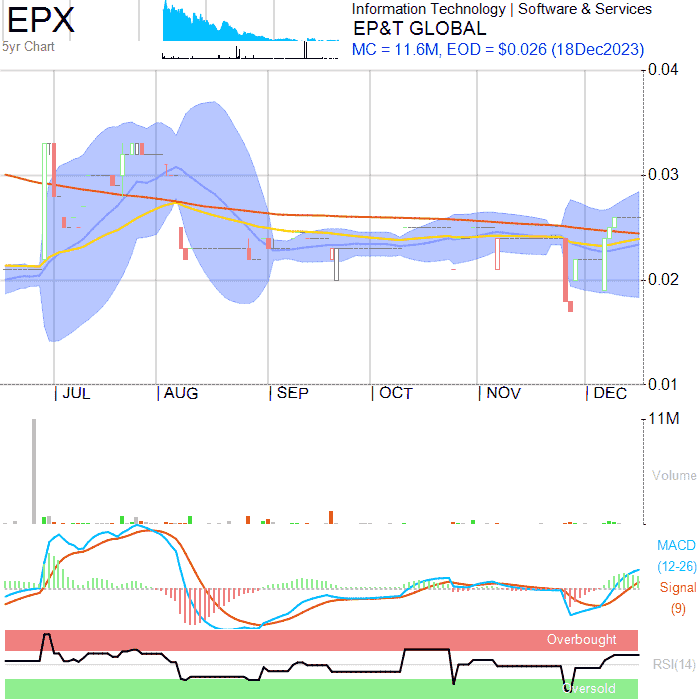 EPX
5yr Chart
Information Technology | Software & Services
EP&T GLOBAL
MC = 11.6M, EOD = $0.026 (18Dec2023)
0.04
0.03
0.02
0.01
| JUL | AUG | SEP | OCT | NOV | DEC
11M
Volume
MACD
(12-26)
Signal
(9)
Overbought
RSI(14)
Oversold